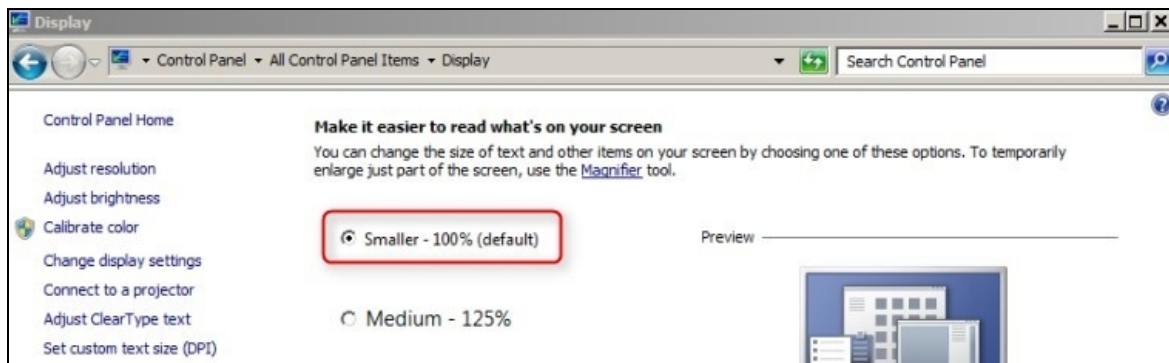 Display
Control Panel All Control Panel Items Display
Search Control Panel
Control Panel Home
Adjust resolution
Adjust brightness
Calibrate color
Change display settings
Connect to a projector
Adjust ClearType text
Set custom text size (DPI)
Make it easier to read what's on your screen
You can change the size of text and other items on your screen by choosing one of these options. To temporarily
enlarge just part of the screen, use the Magnifier tool.
Smaller - 100% (default)
Preview
Medium - 125%